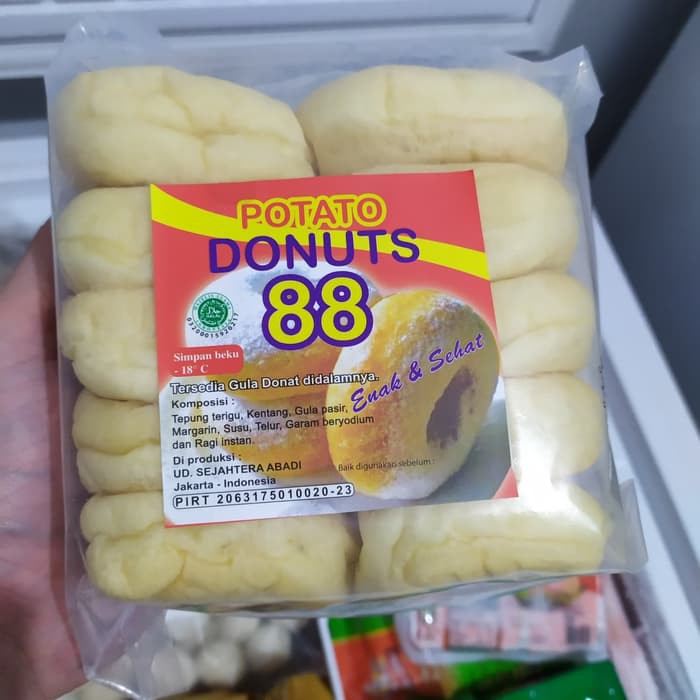 POTATO
DONUTS
88
HALAL
Simpan beku
- 18° C
Tersedia Gula Donat didalamnya.
Enak & Sehat
Komposisi :
Tepung terigu, Kentang, Gula pasir,
Margarin, Susu, Telur, Garam beryodium
dan Ragi instan.
Di produksi :
UD. SEJAHTERA ABADI
Jakarta - Indonesia
Baik digunakan sebelum :
PIRT 2063175010020-23